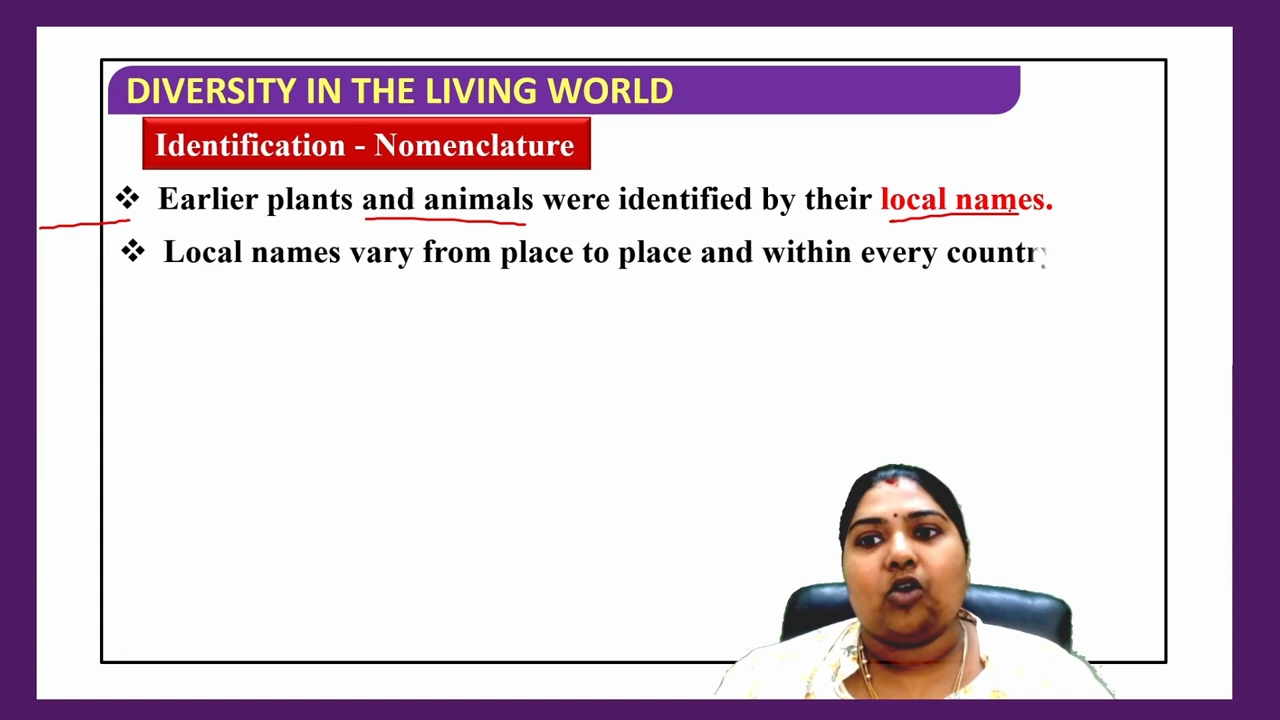 DIVERSITY IN THE LIVING WORLD
Identification - Nomenclature
❖ Earlier plants and animals were identified by their local names.
❖ Local names vary from place to place and within every country